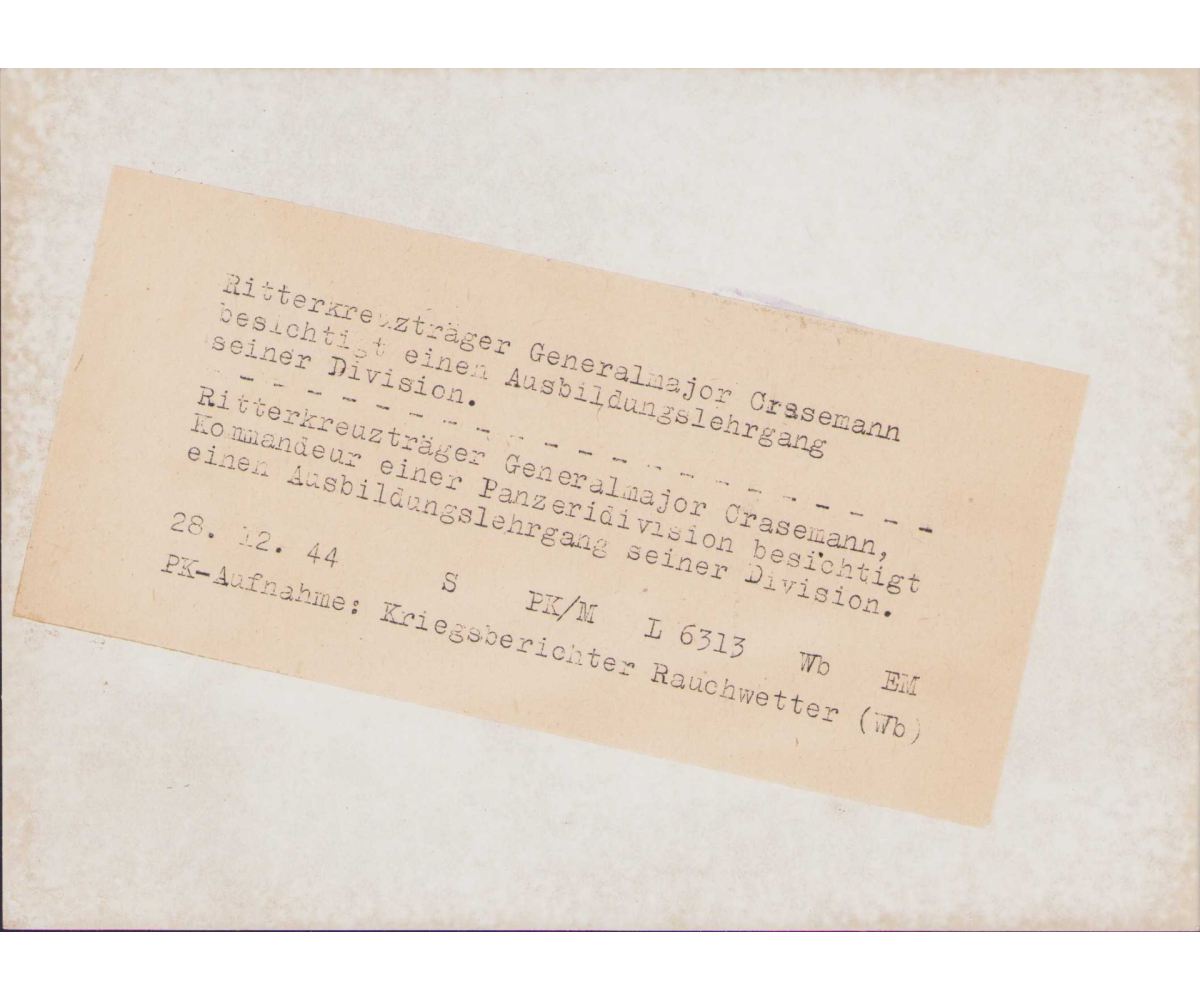 Ritterkreuzträger Generalmajor Crasemann
besichtigt einen Ausbildungslehrgang
seiner Division.
- - - - - - - - - - - - - - - - - - - - -
Ritterkreuzträger Generalmajor Crasemann,
Kommandeur einer Panzeridivision besichtigt
einen Ausbildungslehrgang seiner Division.
28. 12. 44 S PK/M L 6313 Wb EM
PK-Aufnahme: Kriegsberichter Rauchwetter (Wb)